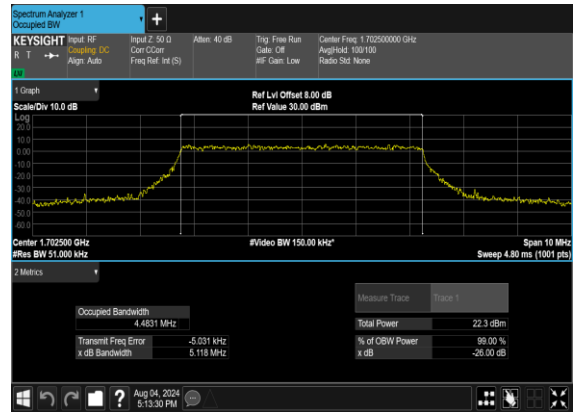 Spectrum Analyzer 1
Occupied BW
+
KEYSIGHT Input: RF Input Z: 50 Ω Atten: 40 dB Trig: Free Run Center Freq: 1.702500000 GHz
R T Coupling: DC Corr CCorr Gate: Off Avg|Hold: 100/100
Align: Auto Freq Ref: Int (S) #IF Gain: Low Radio Std: None
LXI
1 Graph
Ref Lvl Offset 8.00 dB
Scale/Div 10.0 dB Ref Value 30.00 dBm
Log
20.0
10.0
0.00
-10.0
-20.0
-30.0
-40.0
-50.0
-60.0
Center 1.702500 GHz #Video BW 150.00 kHz* Span 10 MHz
#Res BW 51.000 kHz Sweep 4.80 ms (1001 pts)
2 Metrics
Measure Trace Trace 1
Occupied Bandwidth
4.4831 MHz Total Power 22.3 dBm
Transmit Freq Error -5.031 kHz % of OBW Power 99.00 %
x dB Bandwidth 5.118 MHz x dB -26.00 dB
? Aug 04, 2024
5:13:30 PM